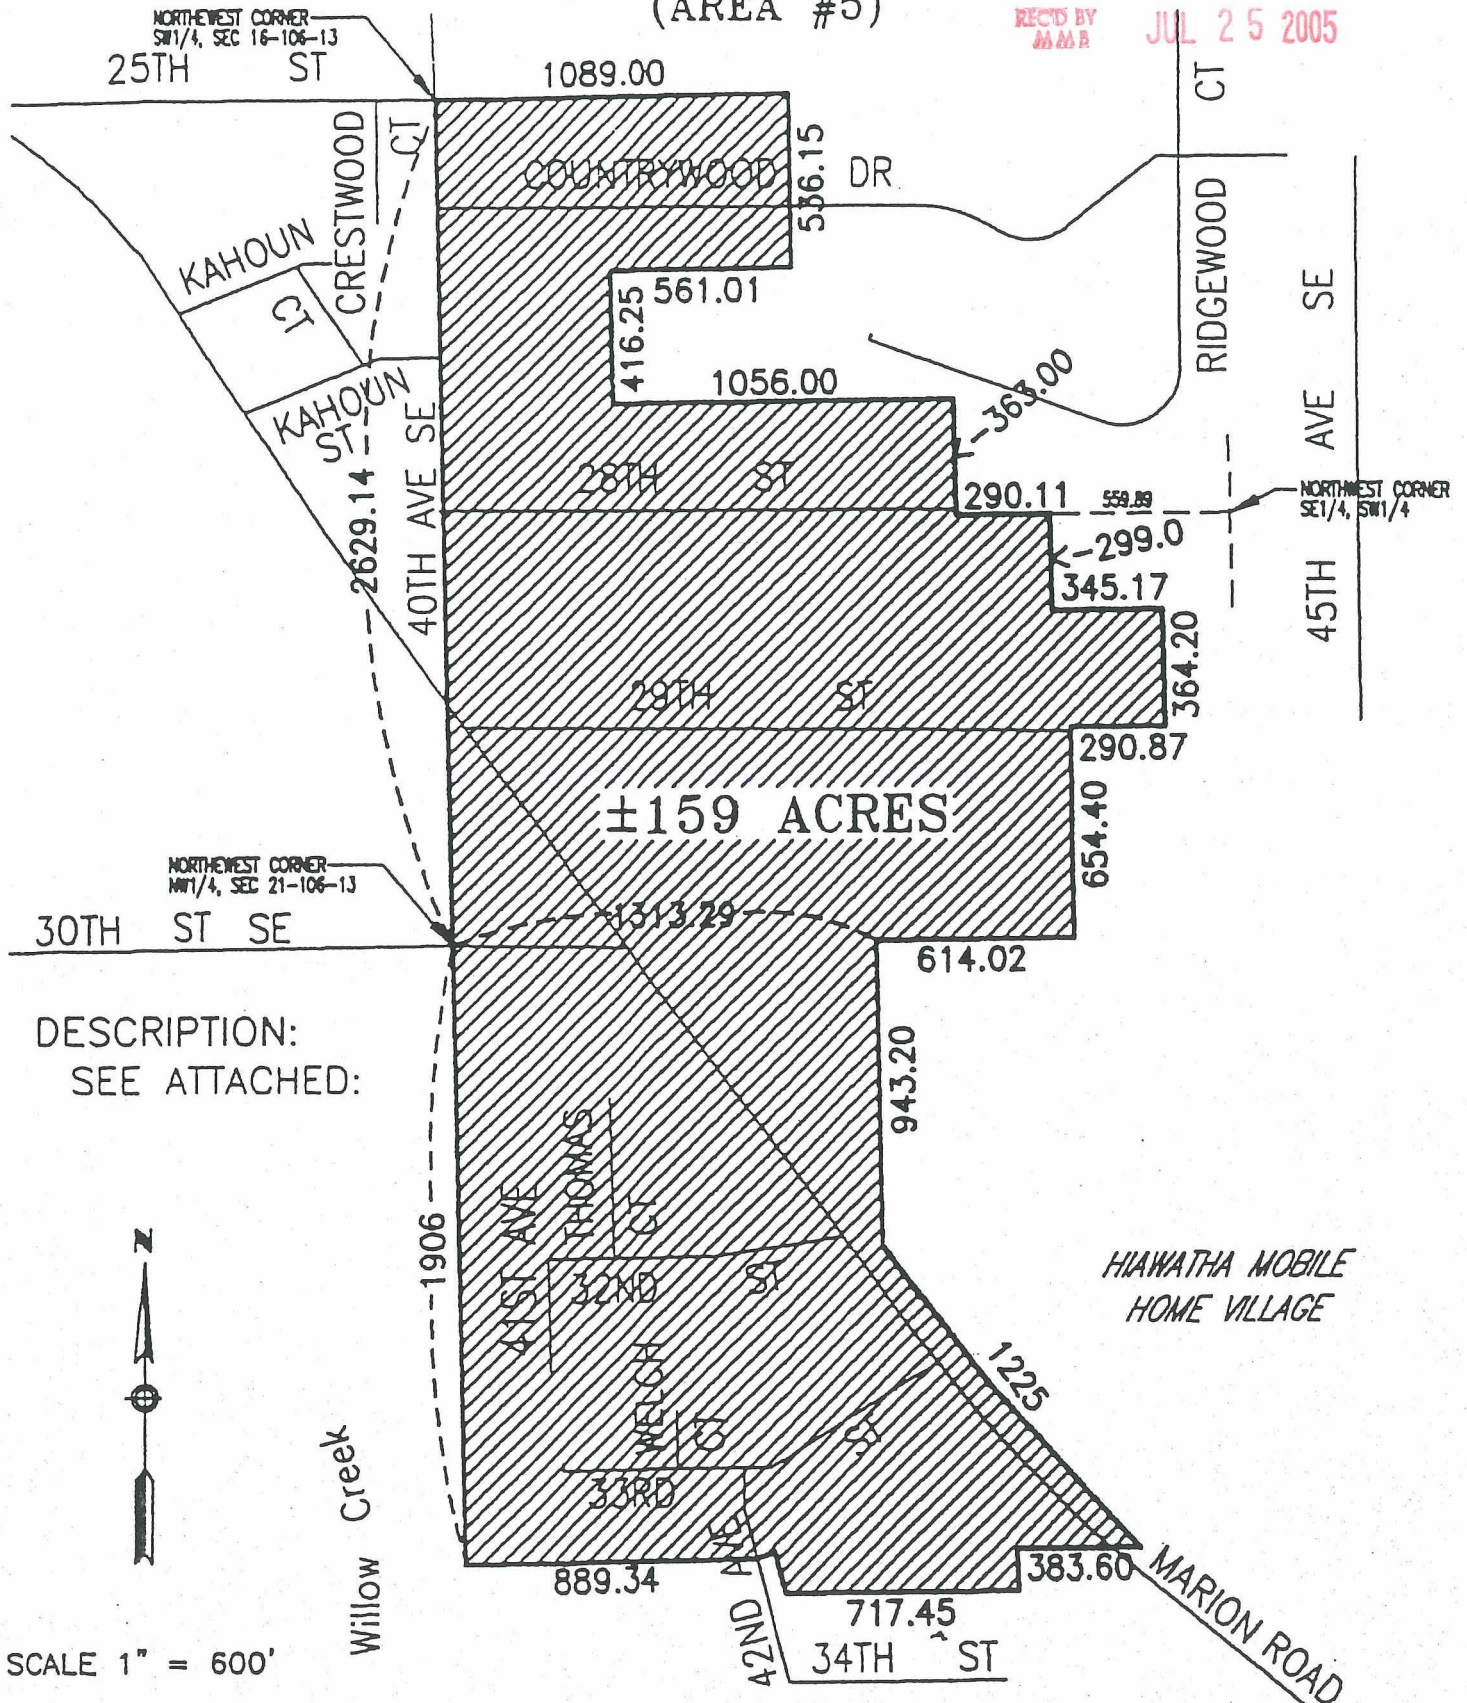 (AREA #5)
REC'D BY
MMB
JUL 25 2005
NORTHEWEST CORNER
SW1/4, SEC 16-106-13
25TH ST
1089.00
536.15
COUNTRYWOOD DR
CRESTWOOD CT
KAHOUN
CT
KAHOUN
ST
RIDGEWOOD CT
45TH AVE SE
561.01
416.25
1056.00
363.00
40TH AVE SE
2629.14
28TH ST
290.11
559.89
NORTHWEST CORNER
SE1/4, SW1/4
299.0
345.17
364.20
29TH ST
290.87
±159 ACRES
654.40
NORTHEWEST CORNER
NW1/4, SEC 21-106-13
30TH ST SE
1313.29
614.02
DESCRIPTION:
SEE ATTACHED:
943.20
THOMAS
CT
41ST AVE
32ND ST
1906
N
HIAWATHA MOBILE
HOME VILLAGE
1225
WELCH
CT
33RD ST
Willow Creek
42ND AVE
889.34
383.60
717.45
34TH ST
MARION ROAD
SCALE 1" = 600'